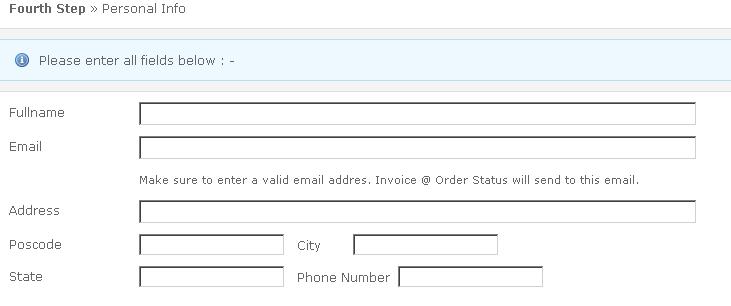 Fourth Step » Personal Info
Please enter all fields below : -
Fullname
Email
Make sure to enter a valid email addres. Invoice @ Order Status will send to this email.
Address
Poscode City
State Phone Number